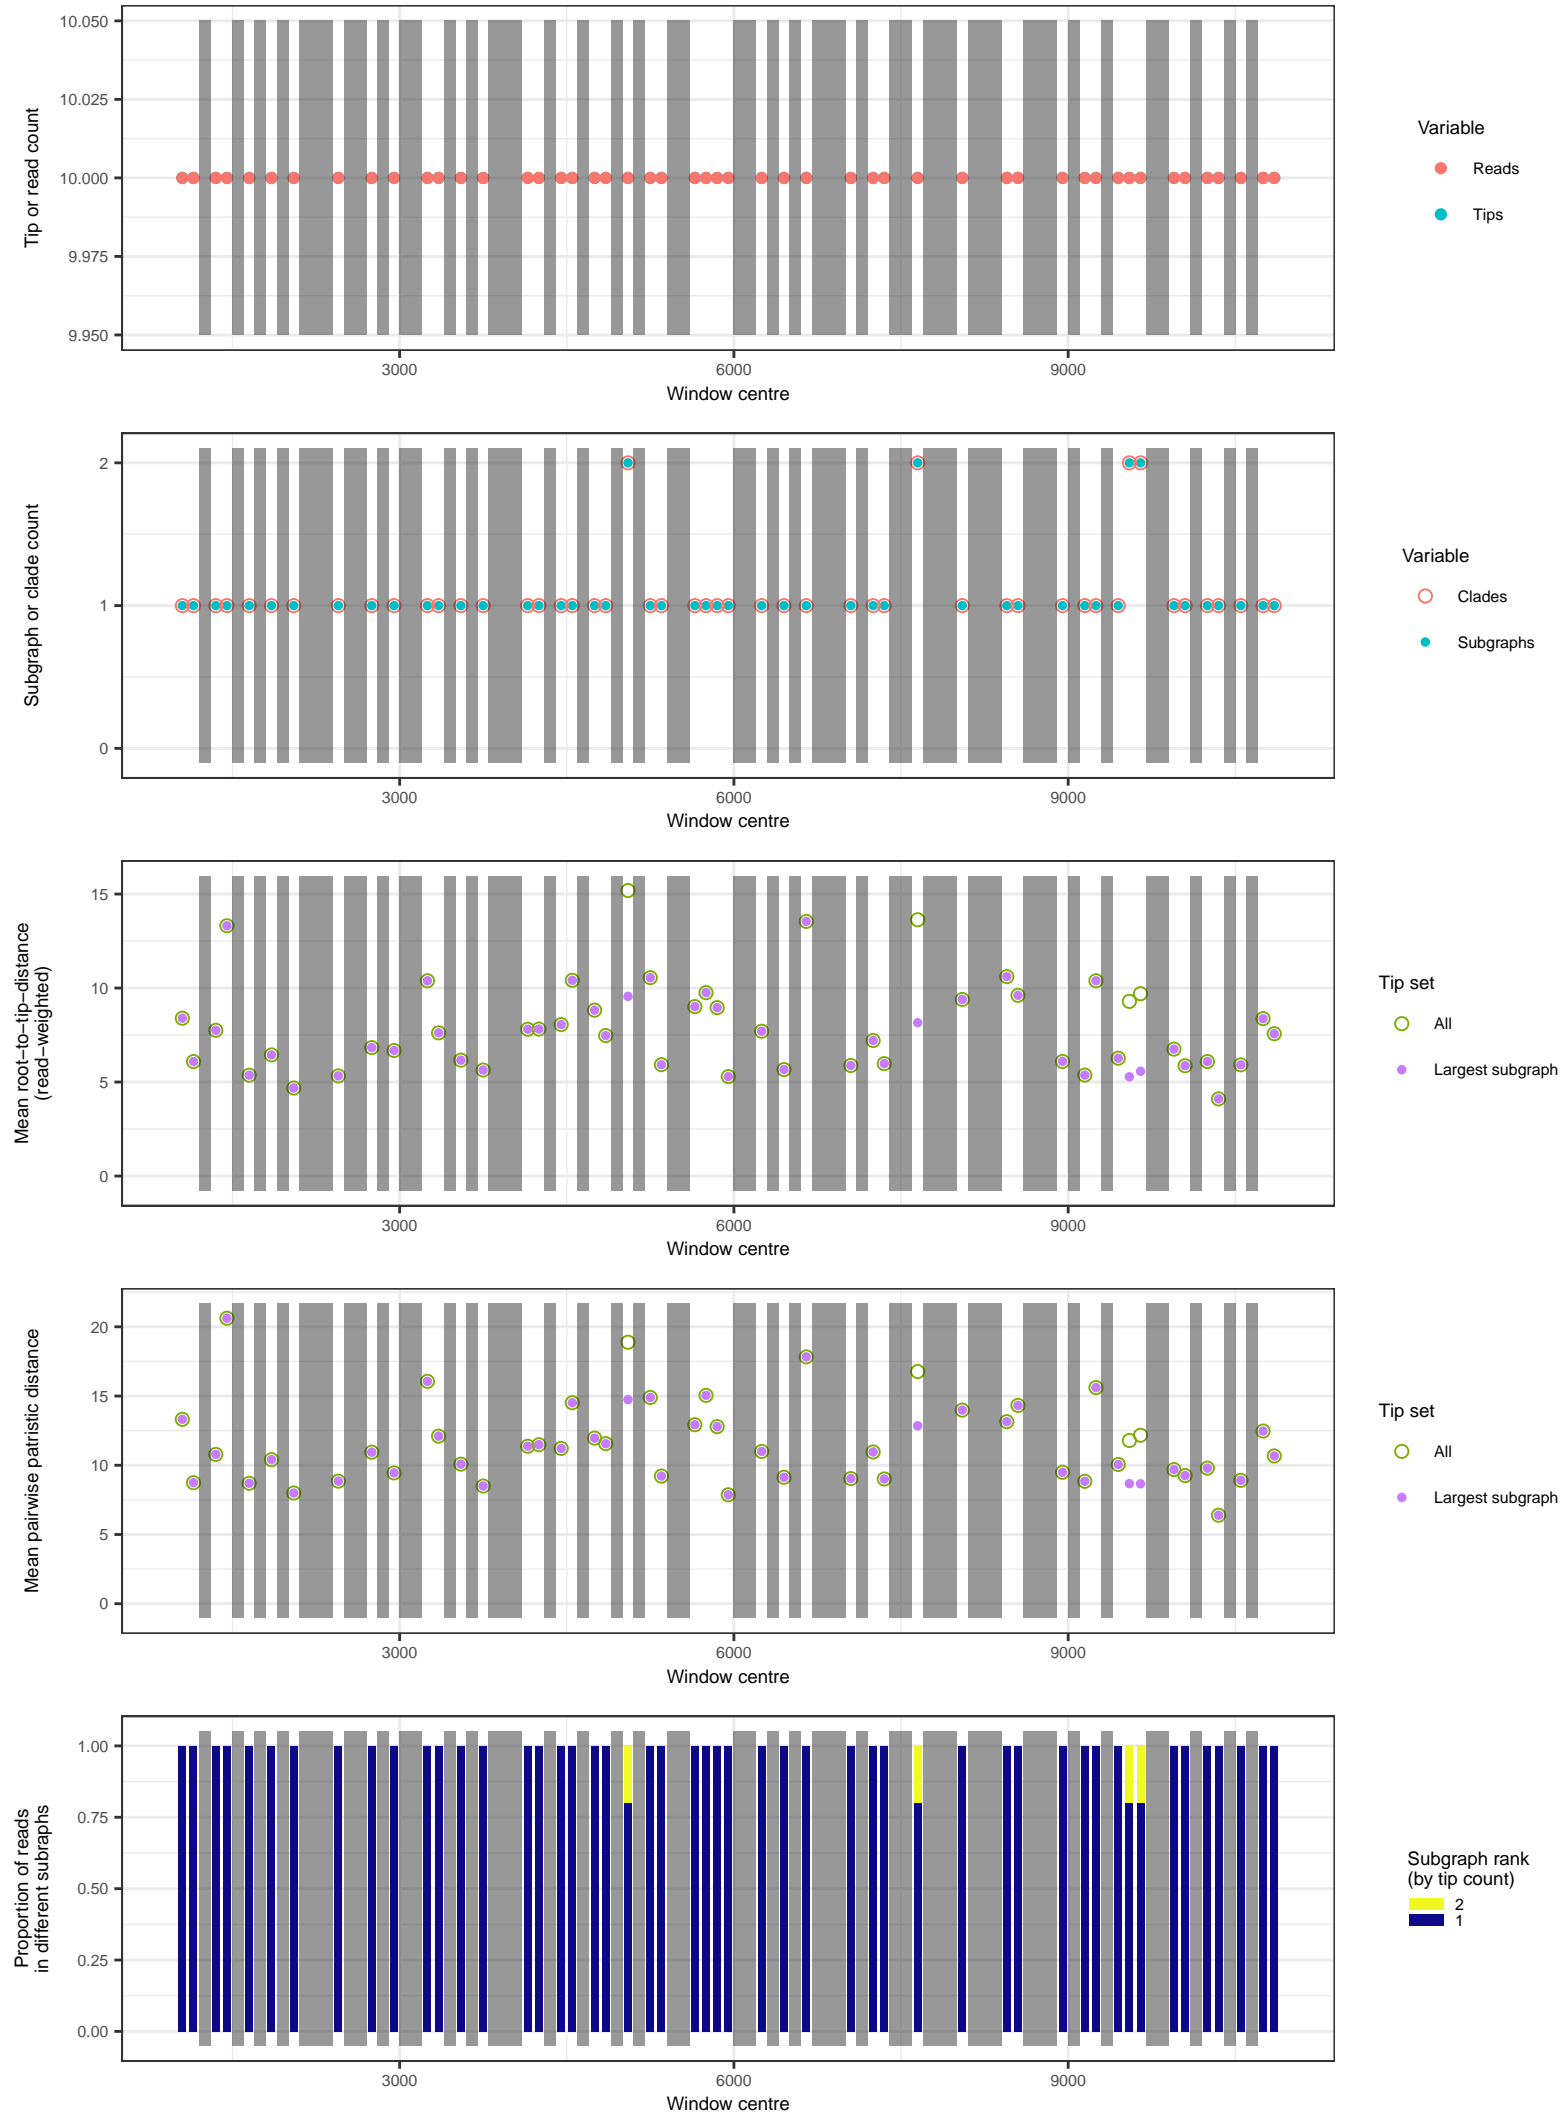 10.050
10.025
10.000
9.975
9.950
Tip or read count
3000 6000 9000
Window centre
Variable
Reads
Tips
2
1
0
Subgraph or clade count
3000 6000 9000
Window centre
Variable
Clades
Subgraphs
15
10
5
0
Mean root−to−tip−distance
(read−weighted)
3000 6000 9000
Window centre
Tip set
All
Largest subgraph
20
15
10
5
0
Mean pairwise patristic distance
3000 6000 9000
Window centre
Tip set
All
Largest subgraph
1.00
0.75
0.50
0.25
0.00
Proportion of reads
in different subraphs
3000 6000 9000
Window centre
Subgraph rank
(by tip count)
2
1